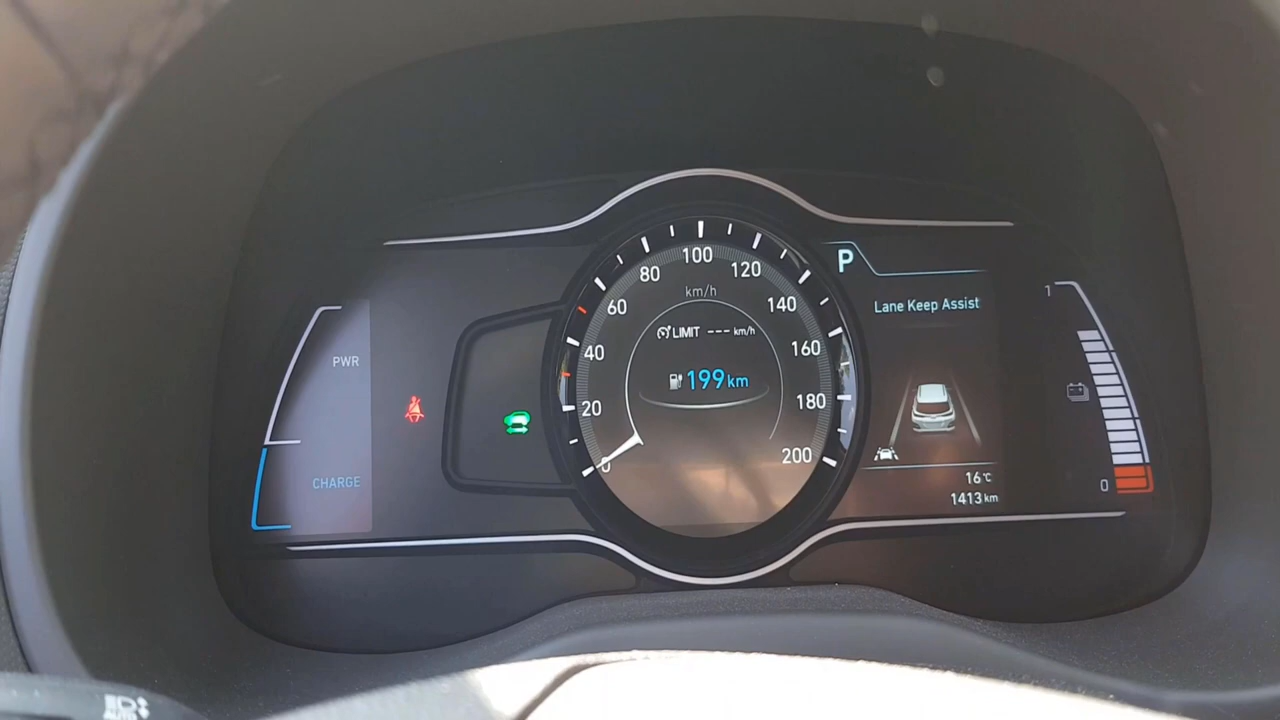 P
Lane Keep Assist
16°C
1413 km
PWR
CHARGE
0
20
40
60
80
100
120
140
160
180
200
km/h
LIMIT --- km/h
199 km
1
0
AUTO